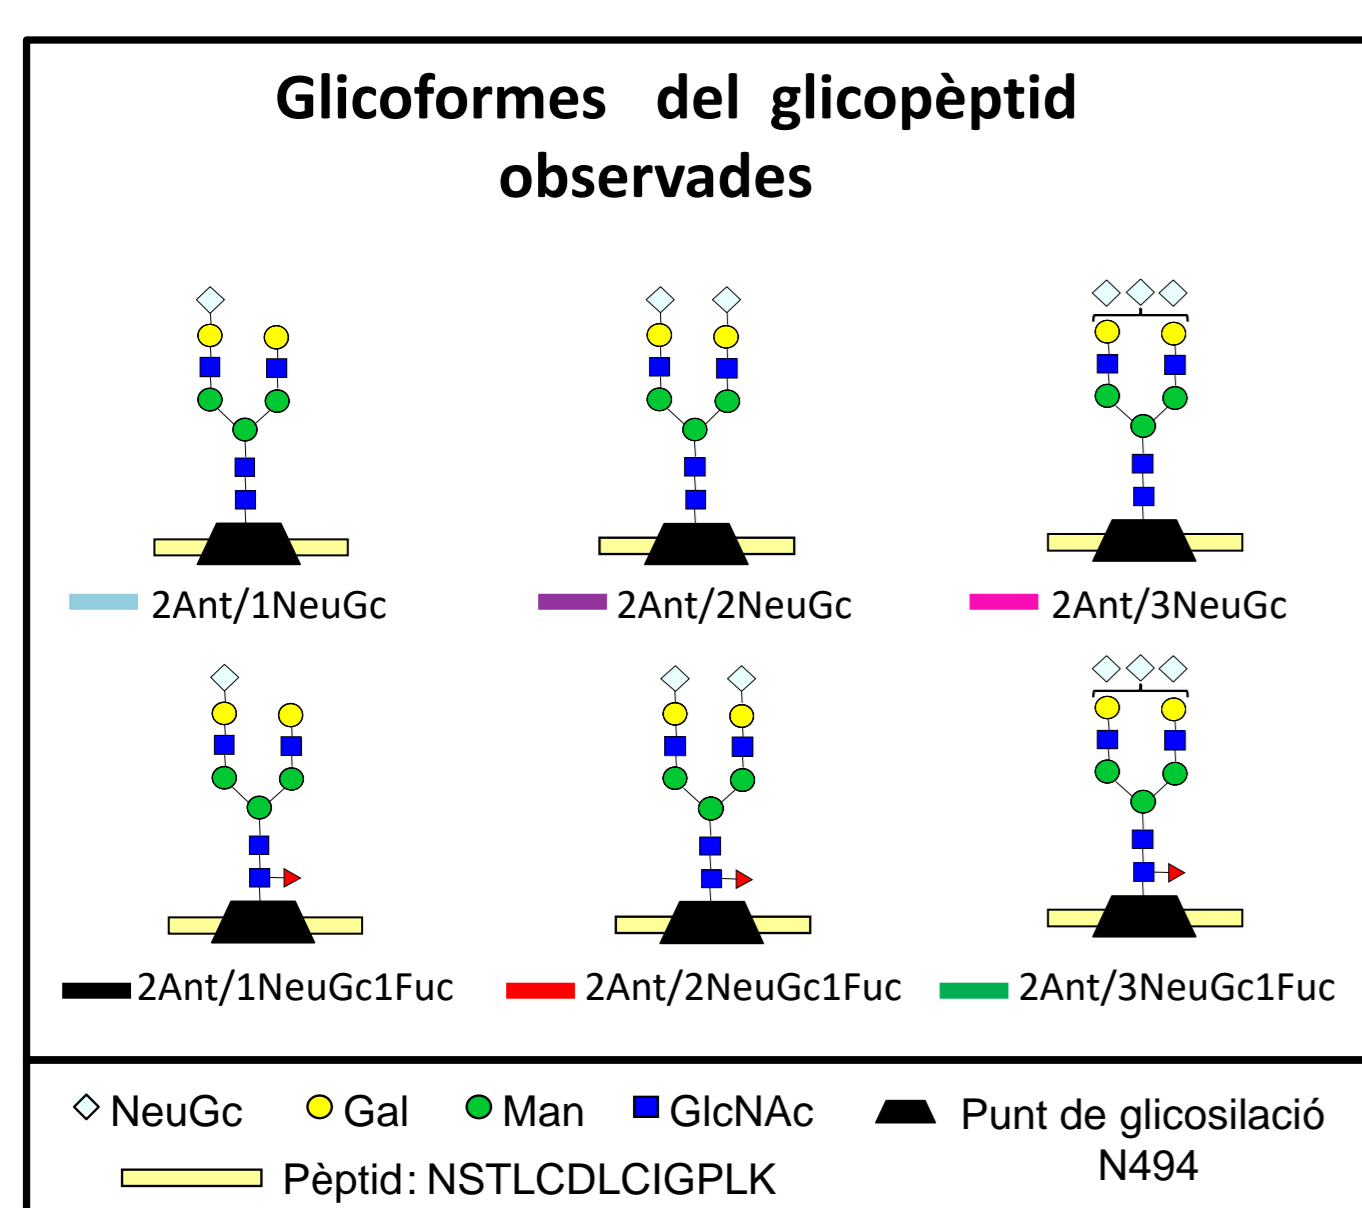 Glicoformes del glicopèptid
observades
2Ant/1NeuGc
2Ant/2NeuGc
2Ant/3NeuGc
2Ant/1NeuGc1Fuc
2Ant/2NeuGc1Fuc
2Ant/3NeuGc1Fuc
NeuGc
Gal
Man
GlcNAc
Punt de glicosilació
N494
Pèptid: NSTLCDLCIGPLK